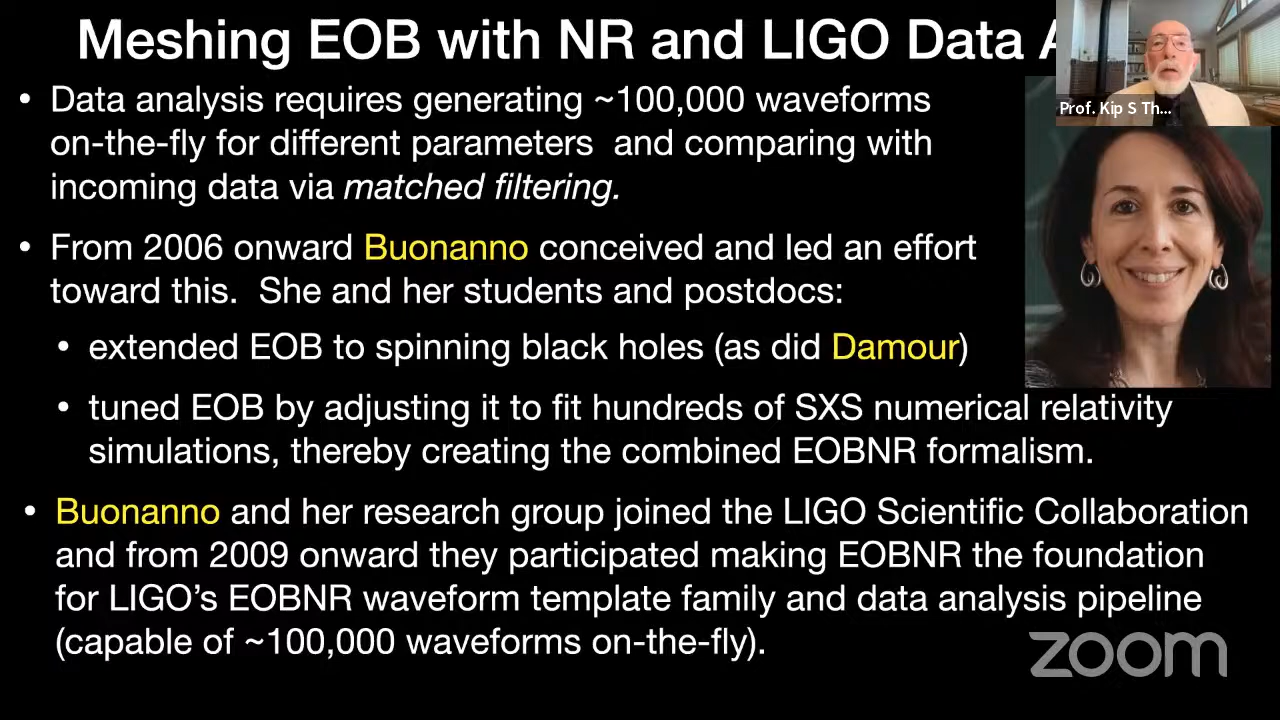 Meshing EOB with NR and LIGO Data A
Prof. Kip S Th...
• Data analysis requires generating ~100,000 waveforms
on-the-fly for different parameters and comparing with
incoming data via matched filtering.
• From 2006 onward Buonanno conceived and led an effort
toward this. She and her students and postdocs:
• extended EOB to spinning black holes (as did Damour)
• tuned EOB by adjusting it to fit hundreds of SXS numerical relativity
simulations, thereby creating the combined EOBNR formalism.
• Buonanno and her research group joined the LIGO Scientific Collaboration
and from 2009 onward they participated making EOBNR the foundation
for LIGO’s EOBNR waveform template family and data analysis pipeline
(capable of ~100,000 waveforms on-the-fly).
zoom